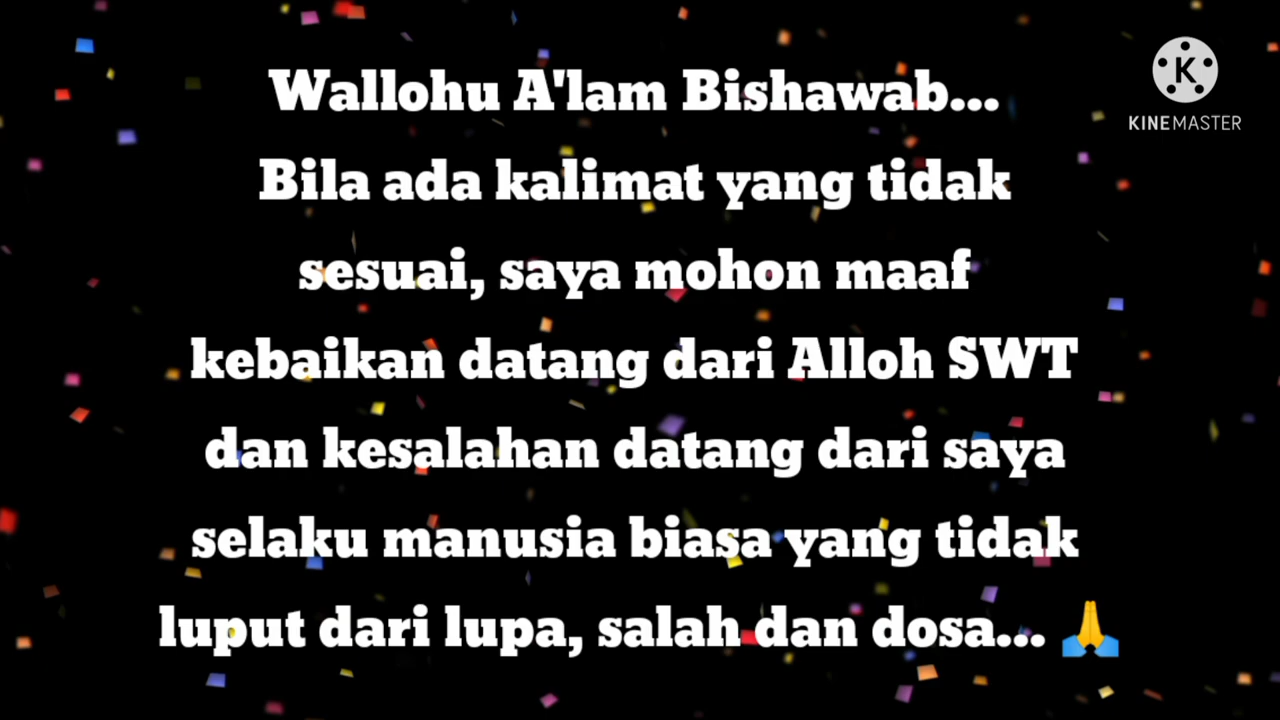 Wallohu A'lam Bishawab...
Bila ada kalimat yang tidak
sesuai, saya mohon maaf
kebaikan datang dari Alloh SWT
dan kesalahan datang dari saya
selaku manusia biasa yang tidak
luput dari lupa, salah dan dosa... 🙏
K
KINEMASTER